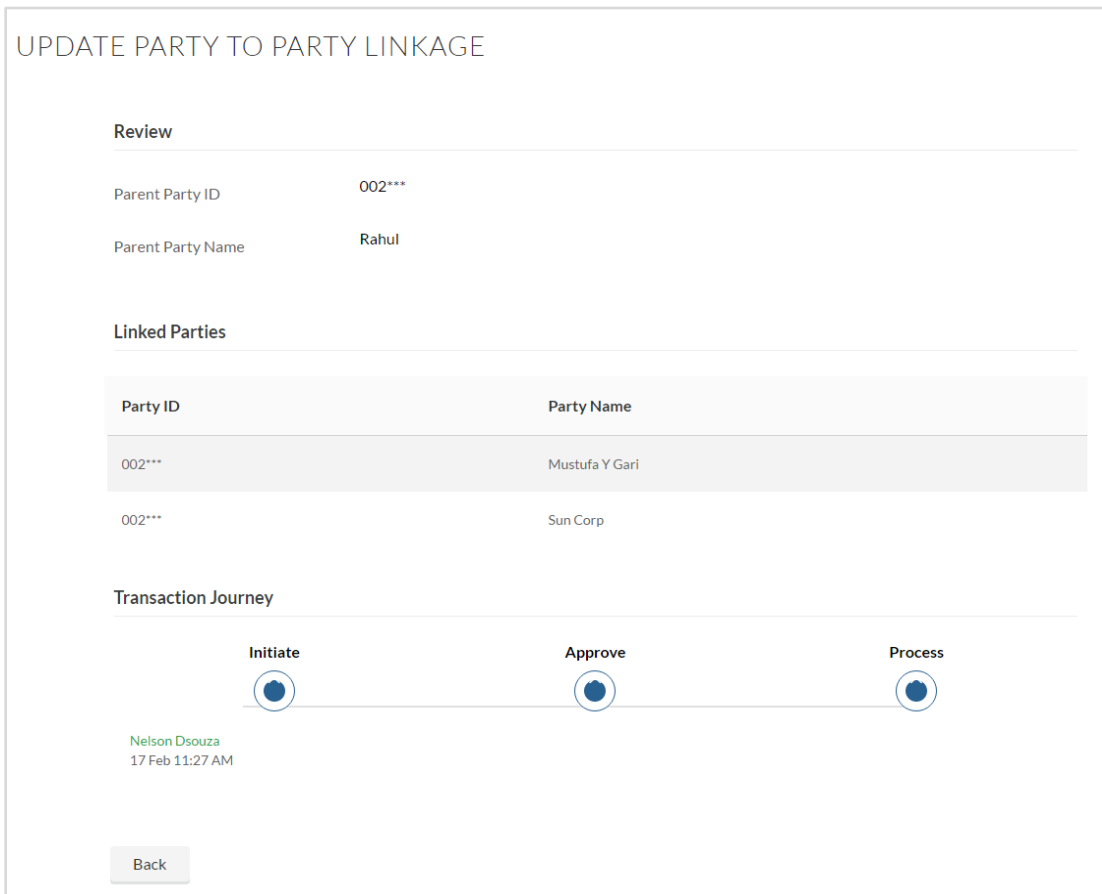 UPDATE PARTY TO PARTY LINKAGE
Review
Parent Party ID 002***
Parent Party Name Rahul
Linked Parties
Party ID Party Name
002*** Mustufa Y Gari
002*** Sun Corp
Transaction Journey
Initiate Approve Process
Nelson Dsouza
17 Feb 11:27 AM
Back